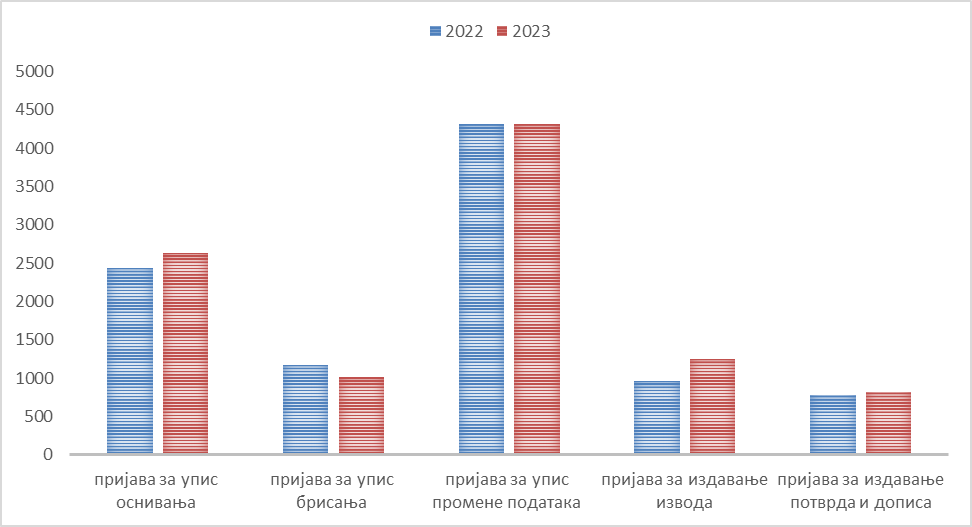 2022 2023
5000
4500
4000
3500
3000
2500
2000
1500
1000
500
0
пријава за упис
оснивања
пријава за упис
брисања
пријава за упис
промене података
пријава за издавање
извода
пријава за издавање
потврда и дописа